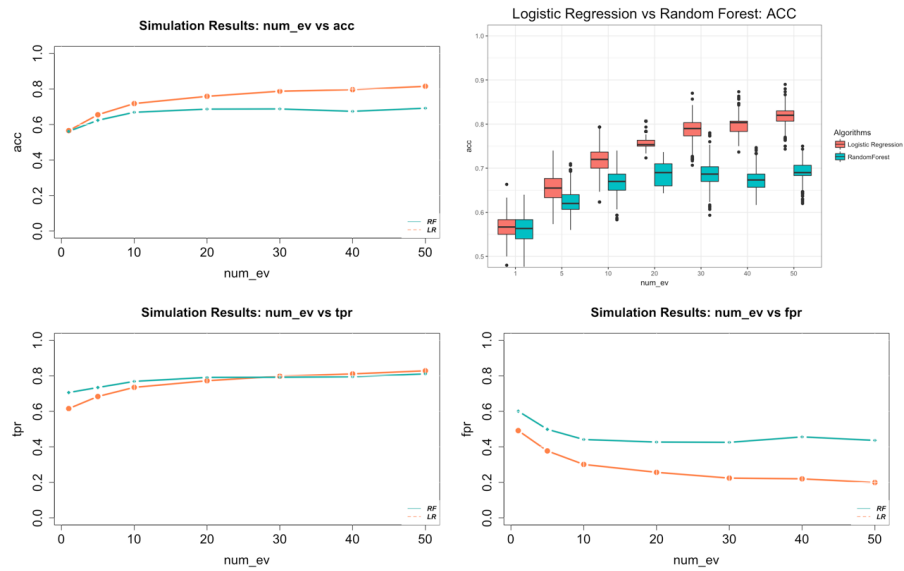 Simulation Results: num_ev vs acc
1.0
0.8
0.6
0.4
0.2
0.0
acc
0 10 20 30 40 50
num_ev
RF
LR
Logistic Regression vs Random Forest: ACC
1.0
0.9
0.8
0.7
0.6
0.5
acc
1 5 10 20 30 40 50
num_ev
Algorithms
Logistic Regression
RandomForest
Simulation Results: num_ev vs tpr
1.0
0.8
0.6
0.4
0.2
0.0
tpr
0 10 20 30 40 50
num_ev
RF
LR
Simulation Results: num_ev vs fpr
1.0
0.8
0.6
0.4
0.2
0.0
fpr
0 10 20 30 40 50
num_ev
RF
LR